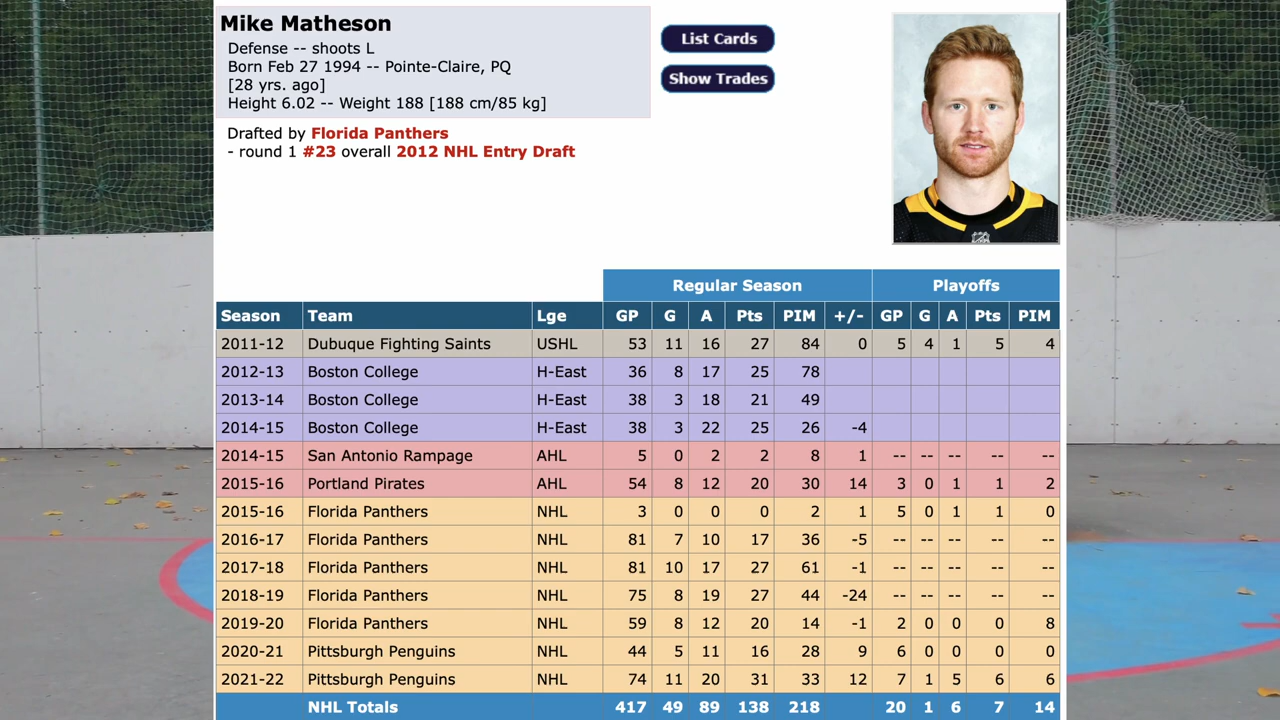 Mike Matheson
Defense -- shoots L
Born Feb 27 1994 -- Pointe-Claire, PQ
[28 yrs. ago]
Height 6.02 -- Weight 188 [188 cm/85 kg]
Drafted by Florida Panthers
- round 1 #23 overall 2012 NHL Entry Draft
List Cards
Show Trades
Regular Season Playoffs
Season Team Lge GP G A Pts PIM +/- GP G A Pts PIM
2011-12 Dubuque Fighting Saints USHL 53 11 16 27 84 0 5 4 1 5 4
2012-13 Boston College H-East 36 8 17 25 78
2013-14 Boston College H-East 38 3 18 21 49
2014-15 Boston College H-East 38 3 22 25 26 -4
2014-15 San Antonio Rampage AHL 5 0 2 2 8 1 -- -- -- -- --
2015-16 Portland Pirates AHL 54 8 12 20 30 14 3 0 1 1 2
2015-16 Florida Panthers NHL 3 0 0 0 2 1 5 0 1 1 0
2016-17 Florida Panthers NHL 81 7 10 17 36 -5 -- -- -- -- --
2017-18 Florida Panthers NHL 81 10 17 27 61 -1 -- -- -- -- --
2018-19 Florida Panthers NHL 75 8 19 27 44 -24 -- -- -- -- --
2019-20 Florida Panthers NHL 59 8 12 20 14 -1 2 0 0 0 8
2020-21 Pittsburgh Penguins NHL 44 5 11 16 28 9 6 0 0 0 0
2021-22 Pittsburgh Penguins NHL 74 11 20 31 33 12 7 1 5 6 6
NHL Totals 417 49 89 138 218 20 1 6 7 14